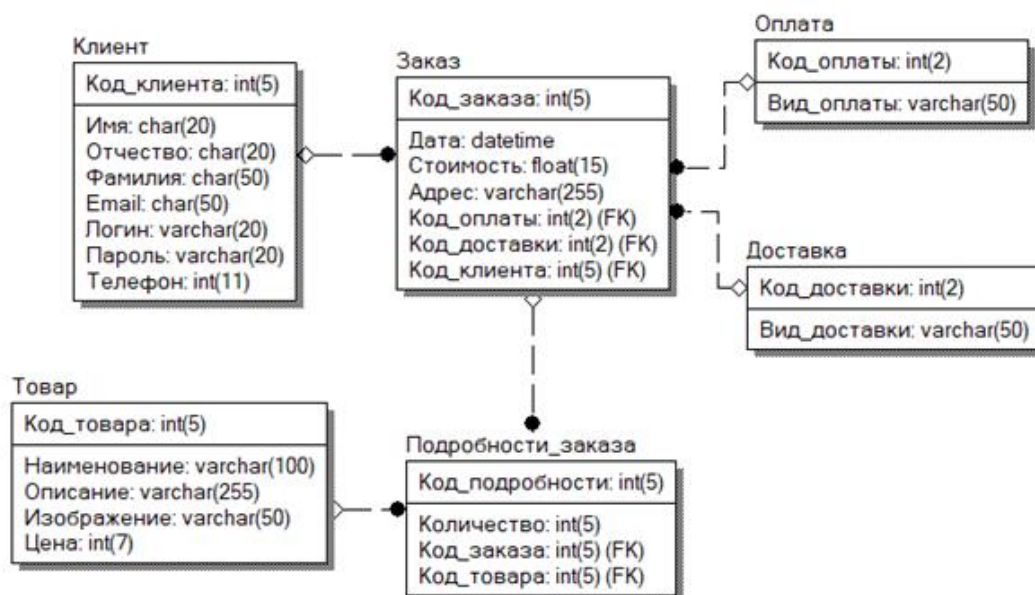 Клиент
Код_клиента: int(5)
Имя: char(20)
Отчество: char(20)
Фамилия: char(50)
Email: char(50)
Логин: varchar(20)
Пароль: varchar(20)
Телефон: int(11)
Заказ
Код_заказа: int(5)
Дата: datetime
Стоимость: float(15)
Адрес: varchar(255)
Код_оплаты: int(2) (FK)
Код_доставки: int(2) (FK)
Код_клиента: int(5) (FK)
Оплата
Код_оплаты: int(2)
Вид_оплаты: varchar(50)
Доставка
Код_доставки: int(2)
Вид_доставки: varchar(50)
Товар
Код_товара: int(5)
Наименование: varchar(100)
Описание: varchar(255)
Изображение: varchar(50)
Цена: int(7)
Подробности_заказа
Код_подробности: int(5)
Количество: int(5)
Код_заказа: int(5) (FK)
Код_товара: int(5) (FK)